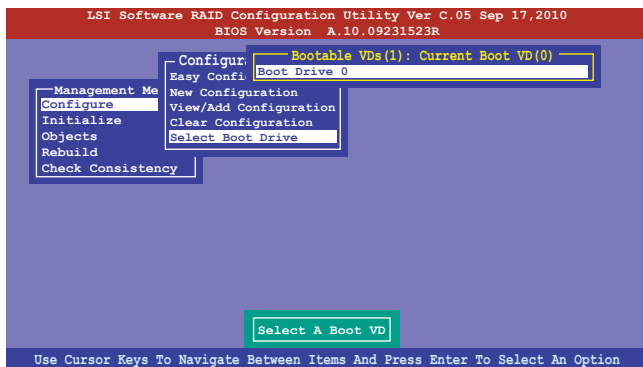 LSI Software RAID Configuration Utility Ver C.05 Sep 17,2010
BIOS Version A.10.09231523R
Bootable VDs(1): Current Boot VD(0)
Boot Drive 0
Configura
Easy Confi
New Configuration
View/Add Configuration
Clear Configuration
Select Boot Drive
Management Me
Configure
Initialize
Objects
Rebuild
Check Consistency
Select A Boot VD
Use Cursor Keys To Navigate Between Items And Press Enter To Select An Option